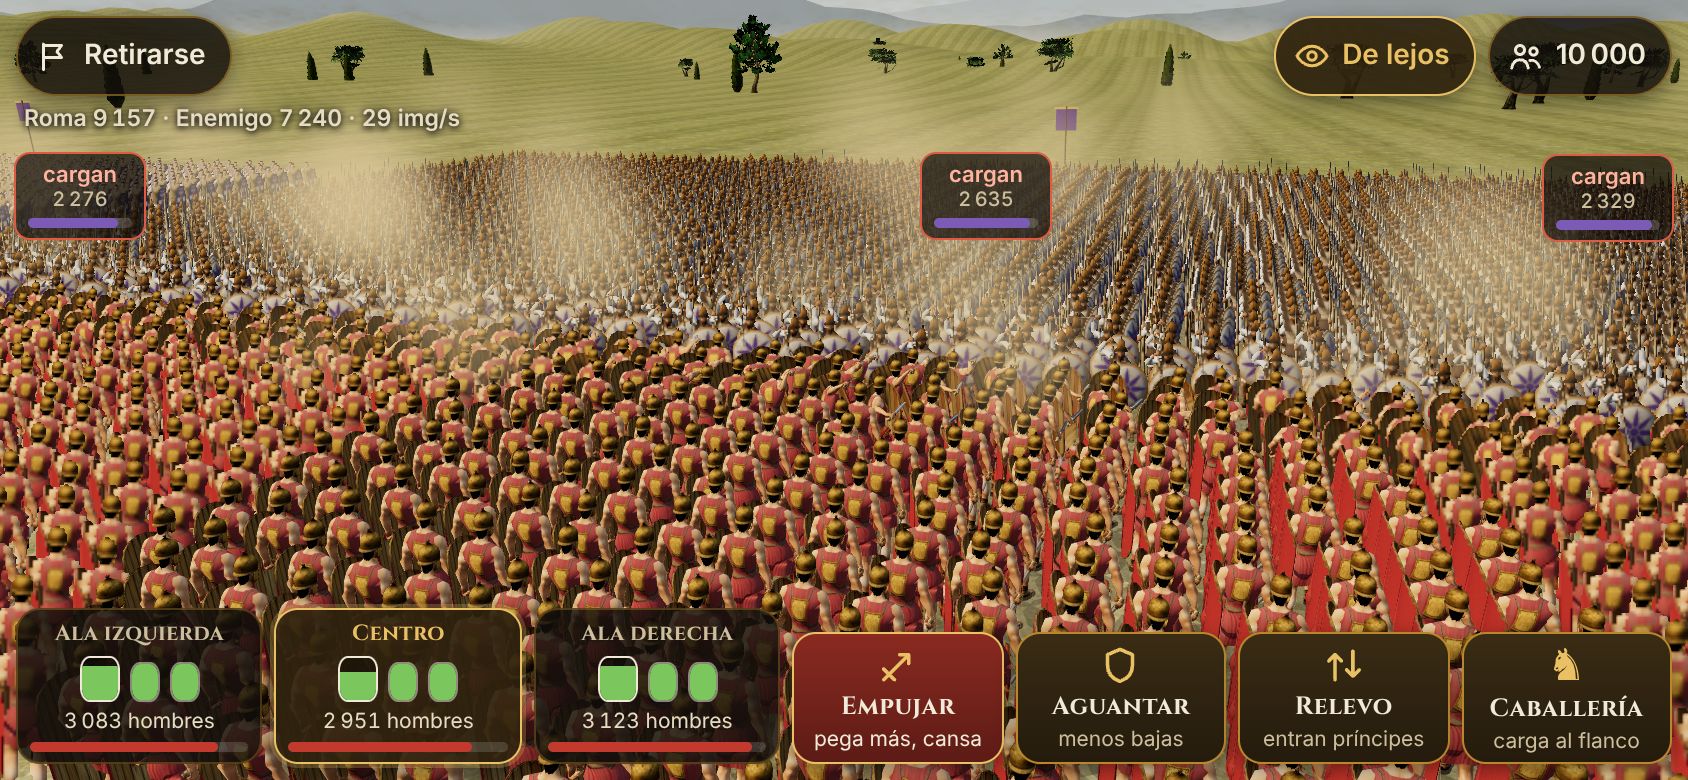 Retirarse
De lejos
10 000
Roma 9 157 · Enemigo 7 240 · 29 img/s
cargan
2 276
cargan
2 635
cargan
2 329
Ala izquierda
3 083 hombres
Centro
2 951 hombres
Ala derecha
3 123 hombres
Empujar
pega más, cansa
Aguantar
menos bajas
Relevo
entran príncipes
Caballería
carga al flanco